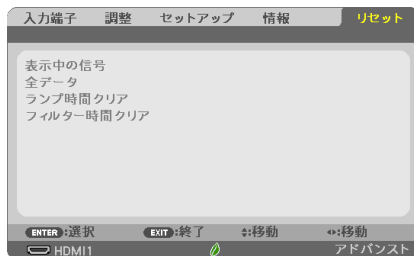 入力端子 調整 セットアップ 情報 リセット
表示中の信号
全データ
ランプ時間クリア
フィルター時間クリア
ENTER:選択 EXIT:終了 :移動 :移動
HDMI1 アドバンスト